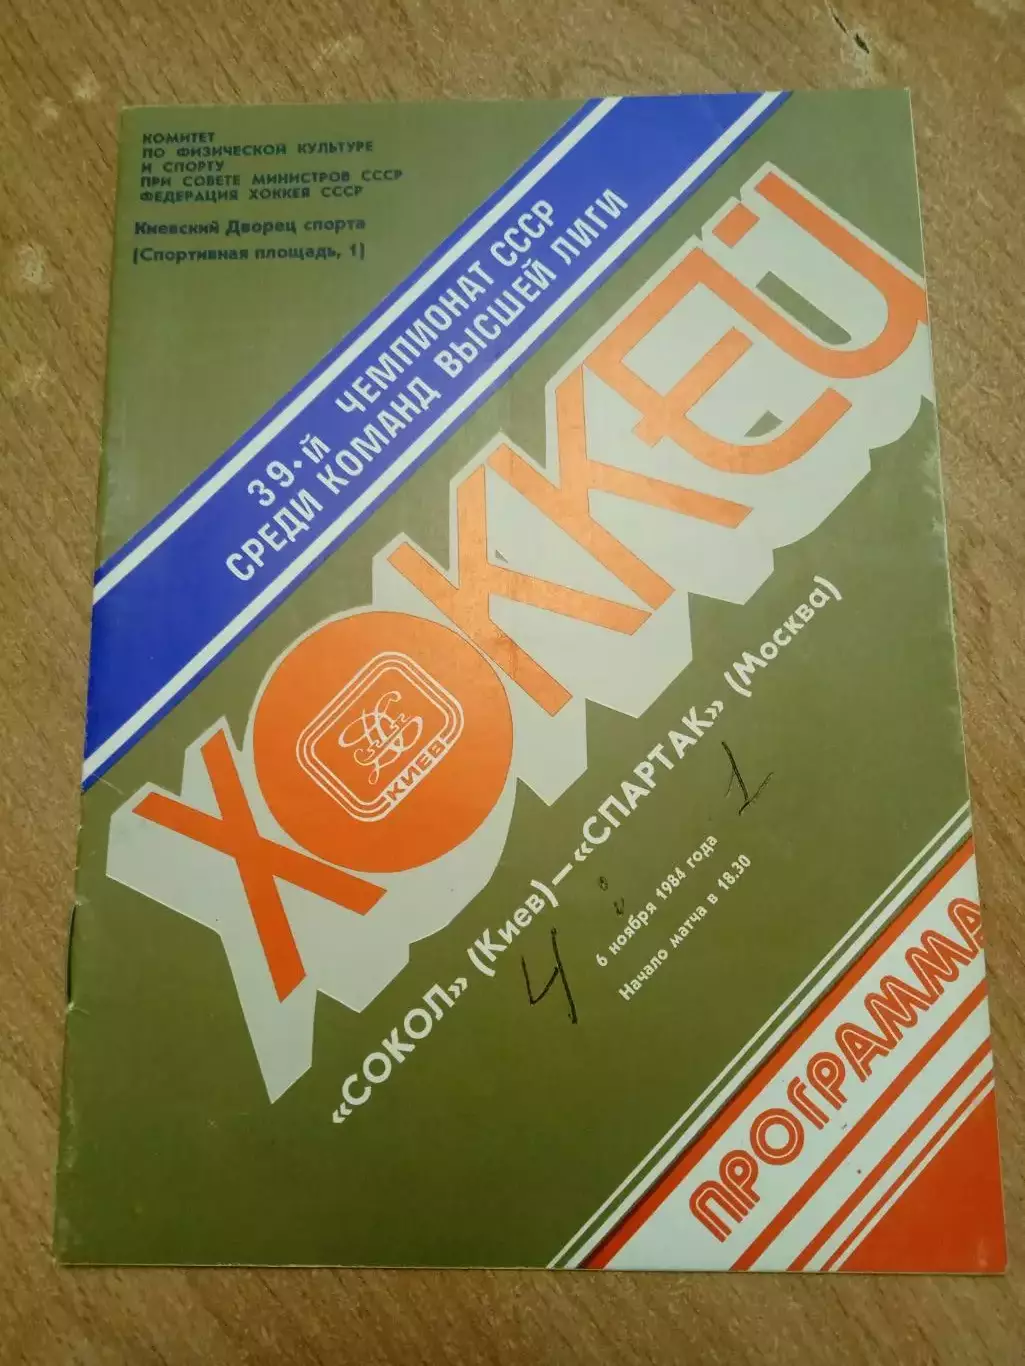 КОМИТЕТ
ПО ФИЗИЧЕСКОЙ КУЛЬТУРЕ
И СПОРТУ
ПРИ СОВЕТЕ МИНИСТРОВ СССР
ФЕДЕРАЦИЯ ХОККЕЯ СССР
Киевский Дворец спорта
(Спортивная площадь, 1)
39-й ЧЕМПИОНАТ СССР
СРЕДИ КОМАНД ВЫСШЕЙ ЛИГИ
ХОККЕЙ
КИЕВ
«СОКОЛ» (Киев)—«СПАРТАК» (Москва)
4 : 1
6 ноября 1984 года
Начало матча в 18.30
ПРОГРАММА